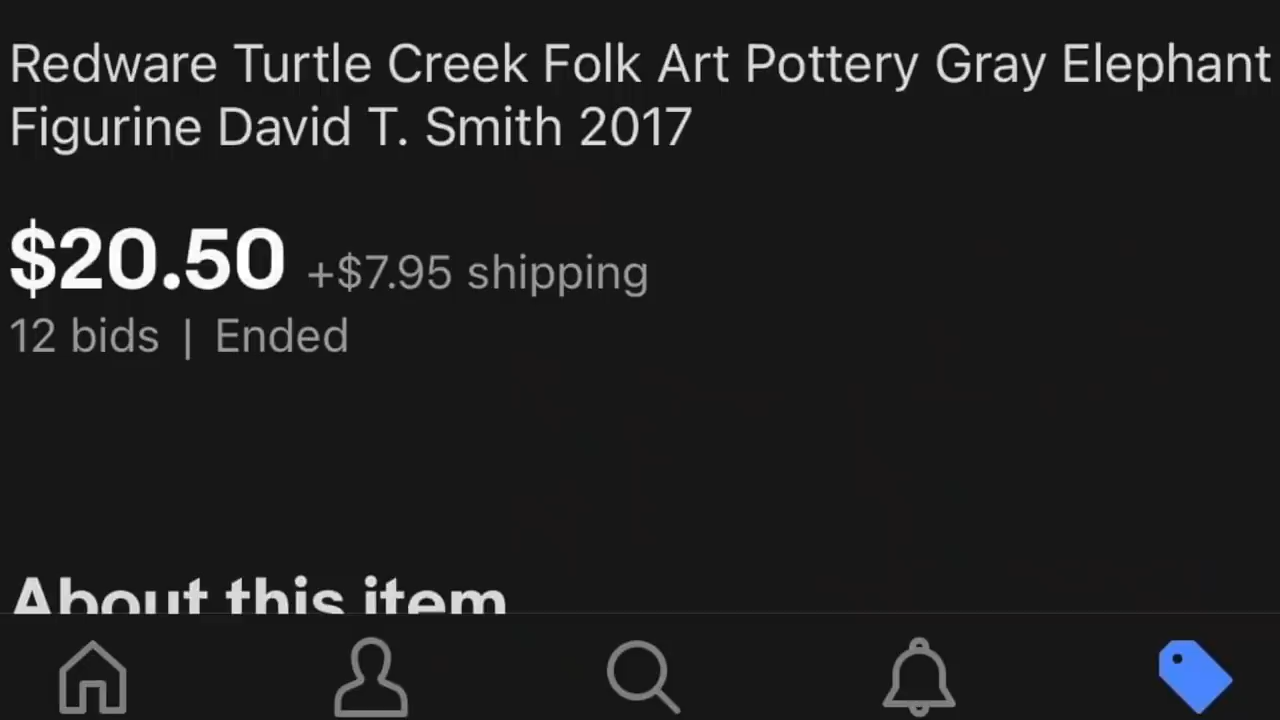 Redware Turtle Creek Folk Art Pottery Gray Elephant
Figurine David T. Smith 2017
$20.50 +$7.95 shipping
12 bids | Ended
About this item